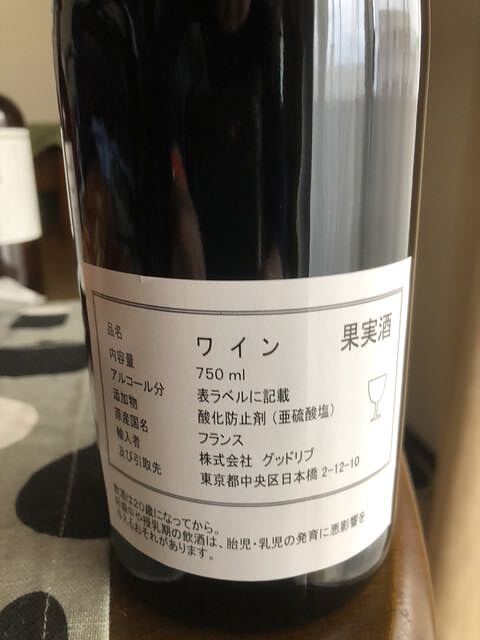 品名 ワイン 果実酒
内容量 750 ml
アルコール分 表ラベルに記載
添加物 酸化防止剤（亜硫酸塩）
原産国名 フランス
輸入者 株式会社 グッドリブ
及び引取先 東京都中央区日本橋 2-12-10
飲酒は20歳になってから。
妊娠中や授乳期の飲酒は、胎児・乳児の発育に悪影響を
与えるおそれがあります。